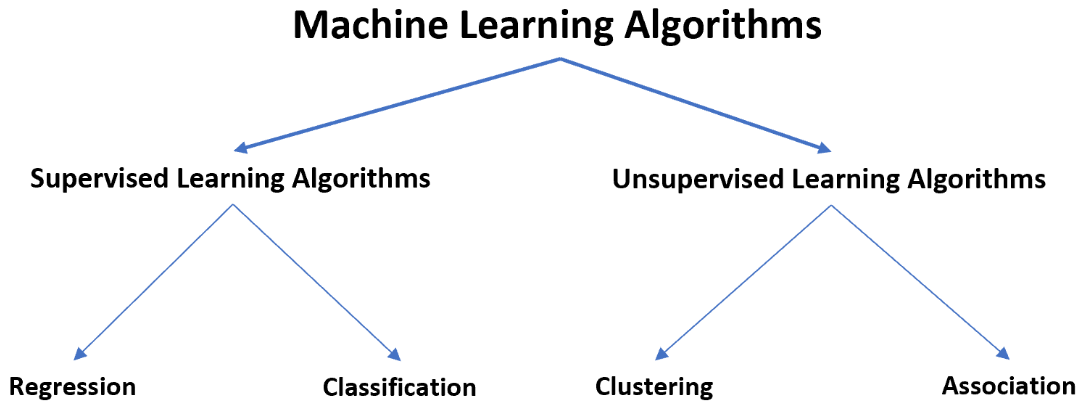 Machine Learning Algorithms
Supervised Learning Algorithms
Unsupervised Learning Algorithms
Regression
Classification
Clustering
Association